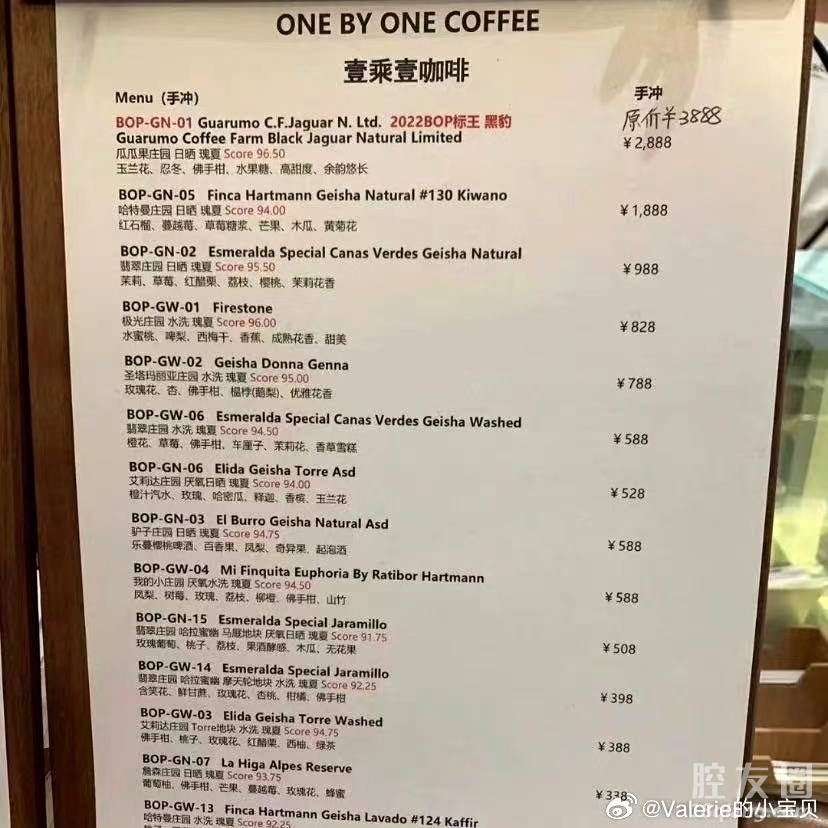 ONE BY ONE COFFEE
壹乘壹咖啡
Menu（手冲） 手冲
原价羊3888
BOP-GN-01 Guarumo C.F.Jaguar N. Ltd. 2022BOP标王 黑豹
Guarumo Coffee Farm Black Jaguar Natural Limited ￥2,888
瓜瓜果庄园 日晒 瑰夏 Score 96.50
玉兰花、忍冬、佛手柑、水果糖、高甜度、余韵悠长
BOP-GN-05 Finca Hartmann Geisha Natural #130 Kiwano
哈特曼庄园 日晒 瑰夏 Score 94.00 ￥1,888
红石榴、蔓越莓、草莓糖浆、芒果、木瓜、黄菊花
BOP-GN-02 Esmeralda Special Canas Verdes Geisha Natural
翡翠庄园 日晒 瑰夏 Score 95.50 ￥988
茉莉、草莓、红醋栗、荔枝、樱桃、茉莉花香
BOP-GW-01 Firestone
极光庄园 水洗 瑰夏 Score 96.00 ￥828
水蜜桃、啤梨、西梅干、香蕉、成熟花香、甜美
BOP-GW-02 Geisha Donna Genna
圣塔玛丽亚庄园 水洗 瑰夏 Score 95.00 ￥788
玫瑰花、杏、佛手柑、榅桲(鹅梨)、优雅花香
BOP-GW-06 Esmeralda Special Canas Verdes Geisha Washed
翡翠庄园 水洗 瑰夏 Score 94.50 ￥588
橙花、草莓、佛手柑、车厘子、茉莉花、香草雪糕
BOP-GN-06 Elida Geisha Torre Asd
艾莉达庄园 厌氧日晒 瑰夏 Score 94.00 ￥528
橙汁汽水、玫瑰、哈密瓜、释迦、香槟、玉兰花
BOP-GN-03 El Burro Geisha Natural Asd
驴子庄园 日晒 瑰夏 Score 94.75 ￥588
乐蔓樱桃啤酒、百香果、凤梨、奇异果、起泡酒
BOP-GW-04 Mi Finquita Euphoria By Ratibor Hartmann
我的小庄园 厌氧水洗 瑰夏 Score 94.50 ￥588
凤梨、树莓、玫瑰、荔枝、柳橙、佛手柑、山竹
BOP-GN-15 Esmeralda Special Jaramillo
翡翠庄园 哈拉蜜幽 马厩地块 厌氧日晒 瑰夏 Score 91.75 ￥508
玫瑰葡萄、桃子、荔枝、果酒酵感、木瓜、无花果
BOP-GW-14 Esmeralda Special Jaramillo
翡翠庄园 哈拉蜜幽 摩天轮地块 水洗 瑰夏 Score 92.25 ￥398
含笑花、鲜甘蔗、玫瑰花、杏桃、柑橘、佛手柑
BOP-GW-03 Elida Geisha Torre Washed
艾莉达庄园 Torre地块 水洗 瑰夏 Score 94.75 ￥388
佛手柑、桃子、玫瑰花、红醋栗、西柚、绿茶
BOP-GN-07 La Higa Alpes Reserve
詹森庄园 日晒 瑰夏 Score 93.75 ￥338
葡萄柚、佛手柑、芒果、蔓越莓、玫瑰花、蜂蜜
BOP-GW-13 Finca Hartmann Geisha Lavado #124 Kaffir
哈特曼庄园 水洗 瑰夏 Score 92.25
腔友圈
@Valerie的小宝贝